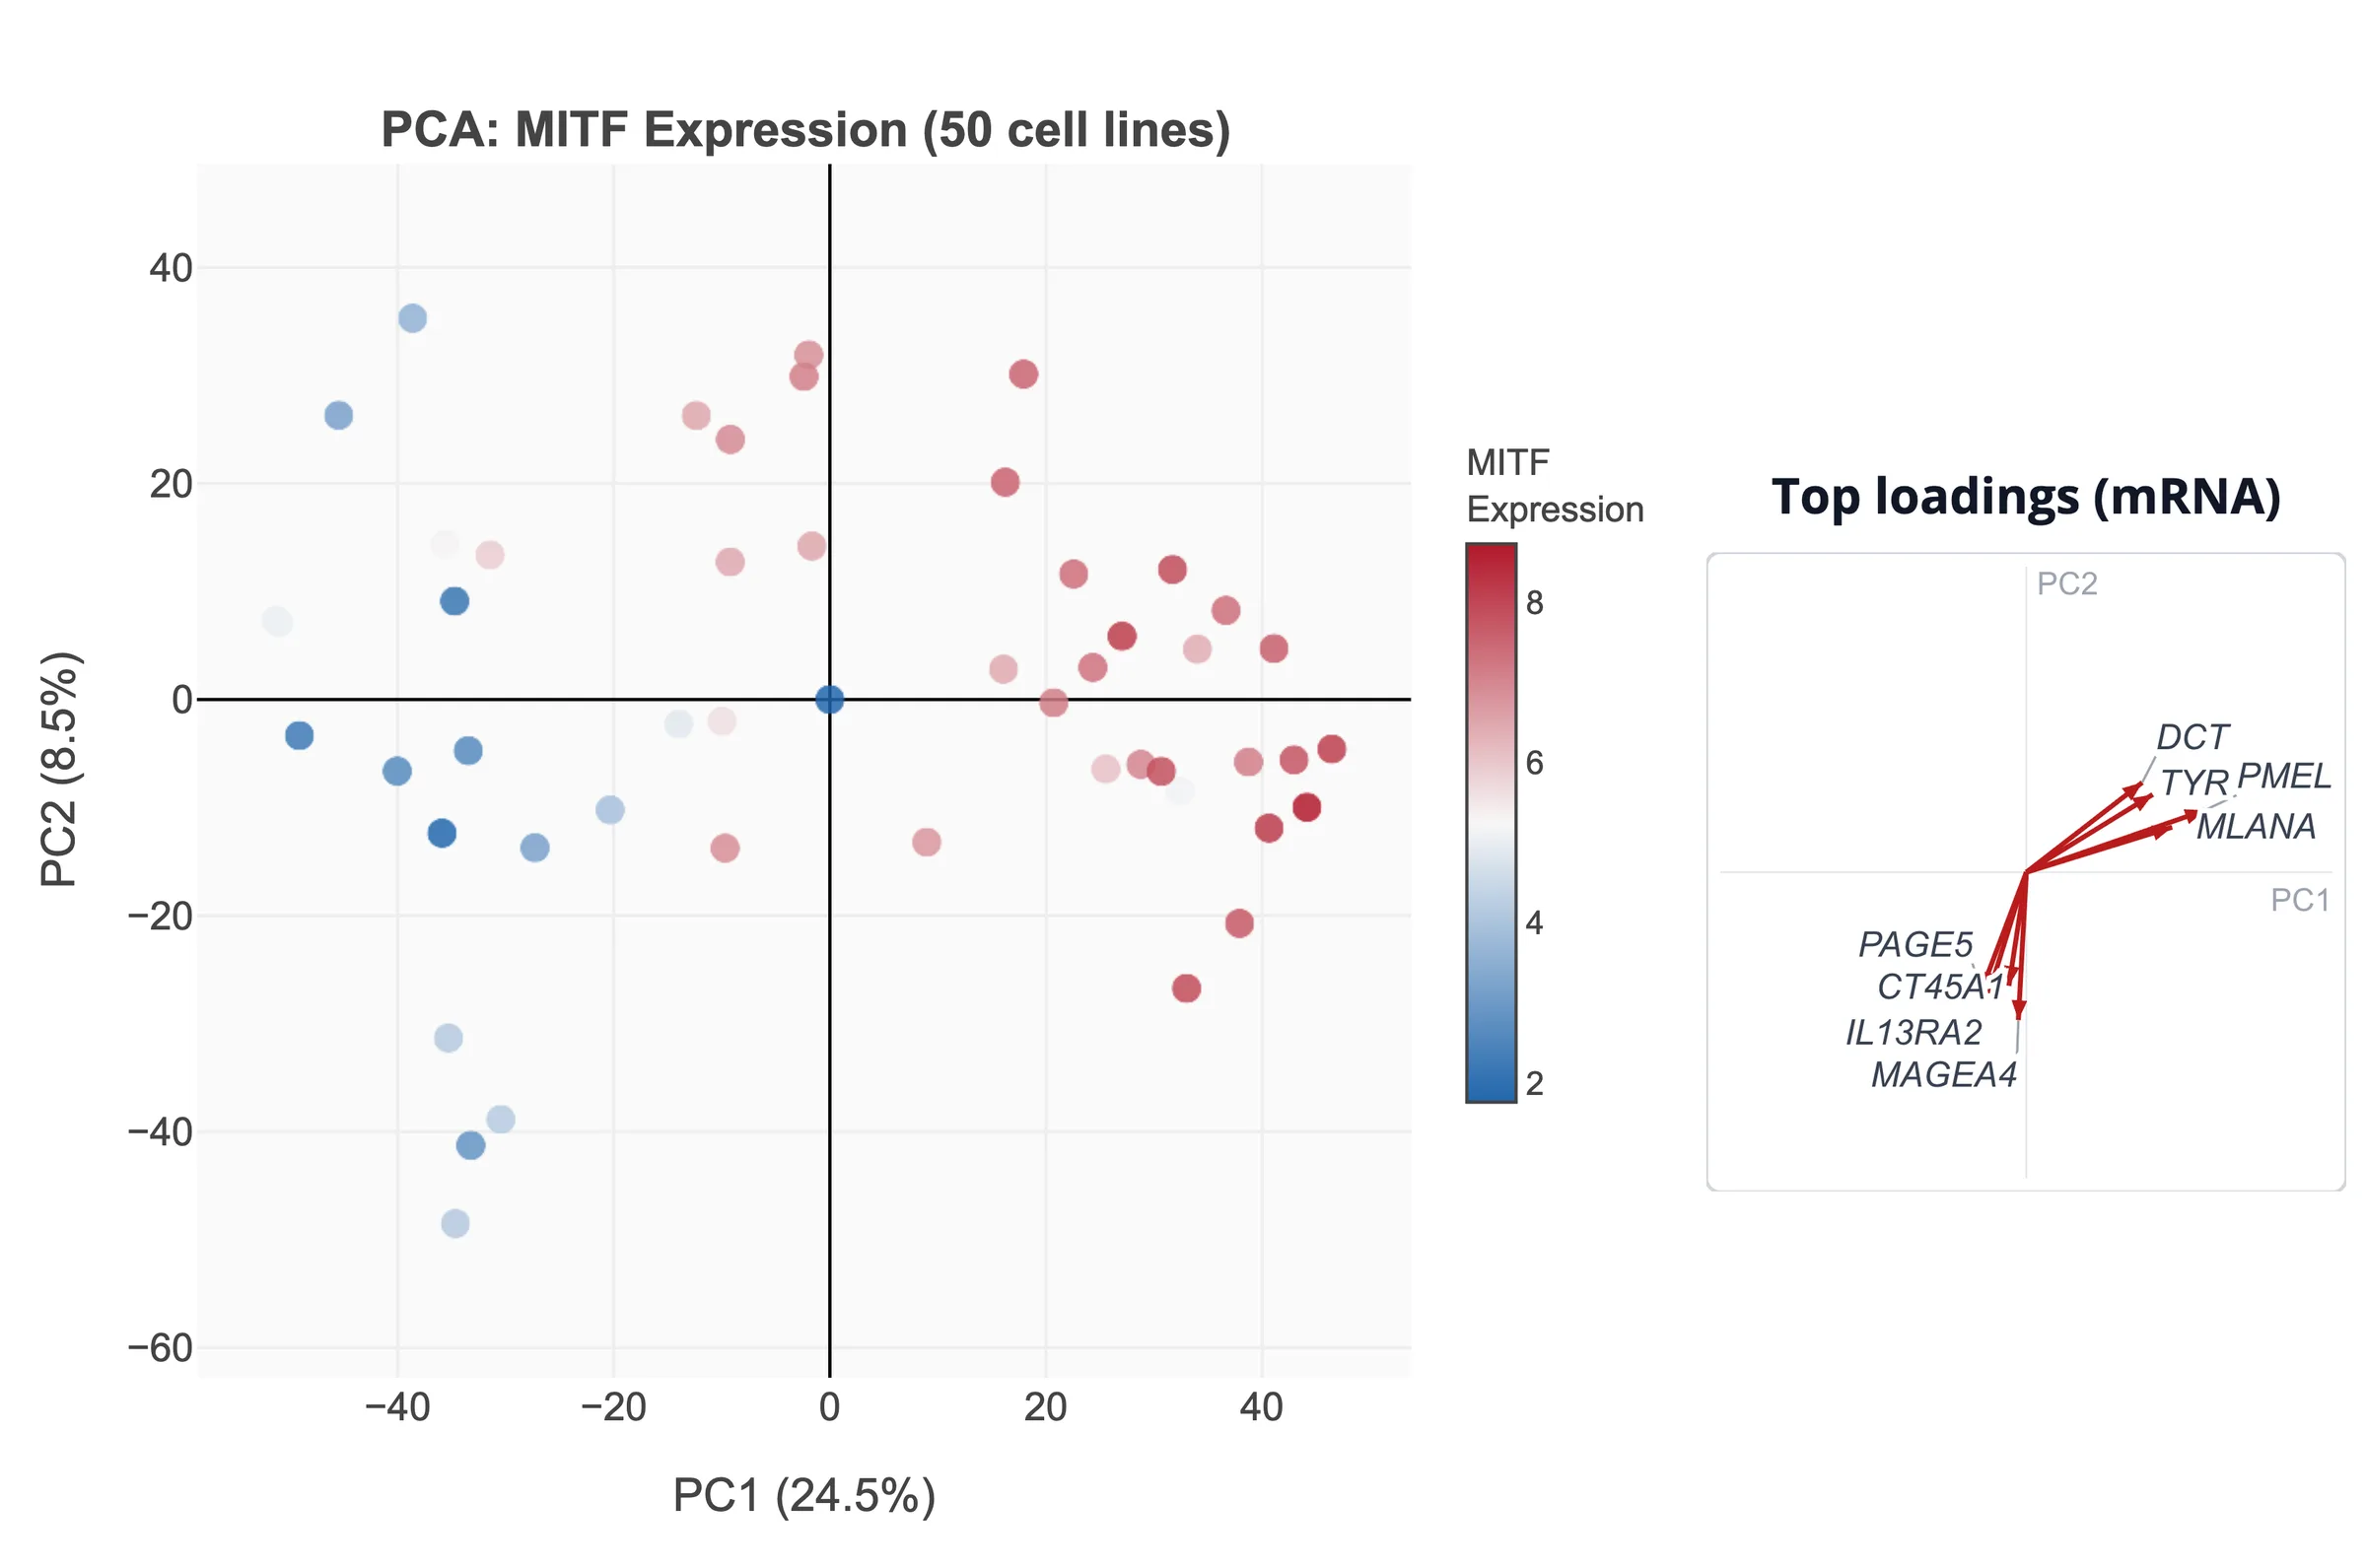 PCA: MITF Expression (50 cell lines)
40
20
0
−20
−40
−60
PC2 (8.5%)
−40
−20
0
20
40
PC1 (24.5%)
MITF
Expression
8
6
4
2
Top loadings (mRNA)
PC2
DCT
TYR
PMEL
MLANA
PC1
PAGE5
CT45A1
IL13RA2
MAGEA4